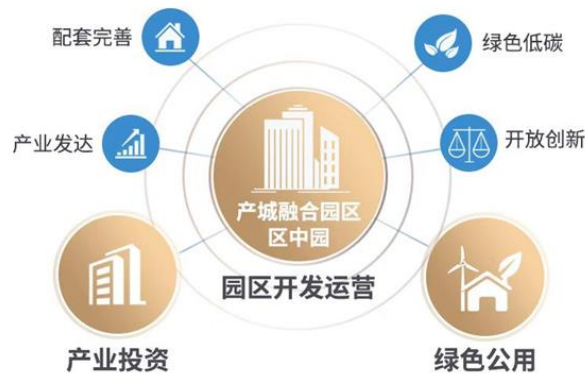 配套完善
绿色低碳
产业发达
开放创新
产城融合园区
区中园
园区开发运营
产业投资
绿色公用